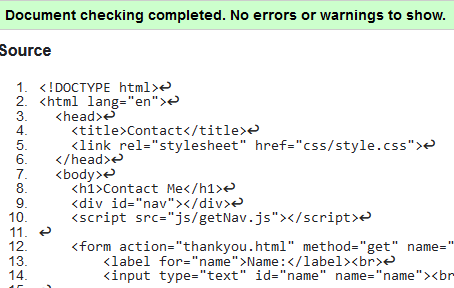 Document checking completed. No errors or warnings to show.
Source
1. <!DOCTYPE html>↩
2. <html lang="en">↩
3. <head>↩
4. <title>Contact</title>↩
5. <link rel="stylesheet" href="css/style.css">↩
6. </head>↩
7. <body>↩
8. <h1>Contact Me</h1>↩
9. <div id="nav"></div>↩
10. <script src="js/getNav.js"></script>↩
11. ↩
12. <form action="thankyou.html" method="get" name="
13. <label for="name">Name:</label><br>↩
14. <input type="text" id="name" name="name"><br